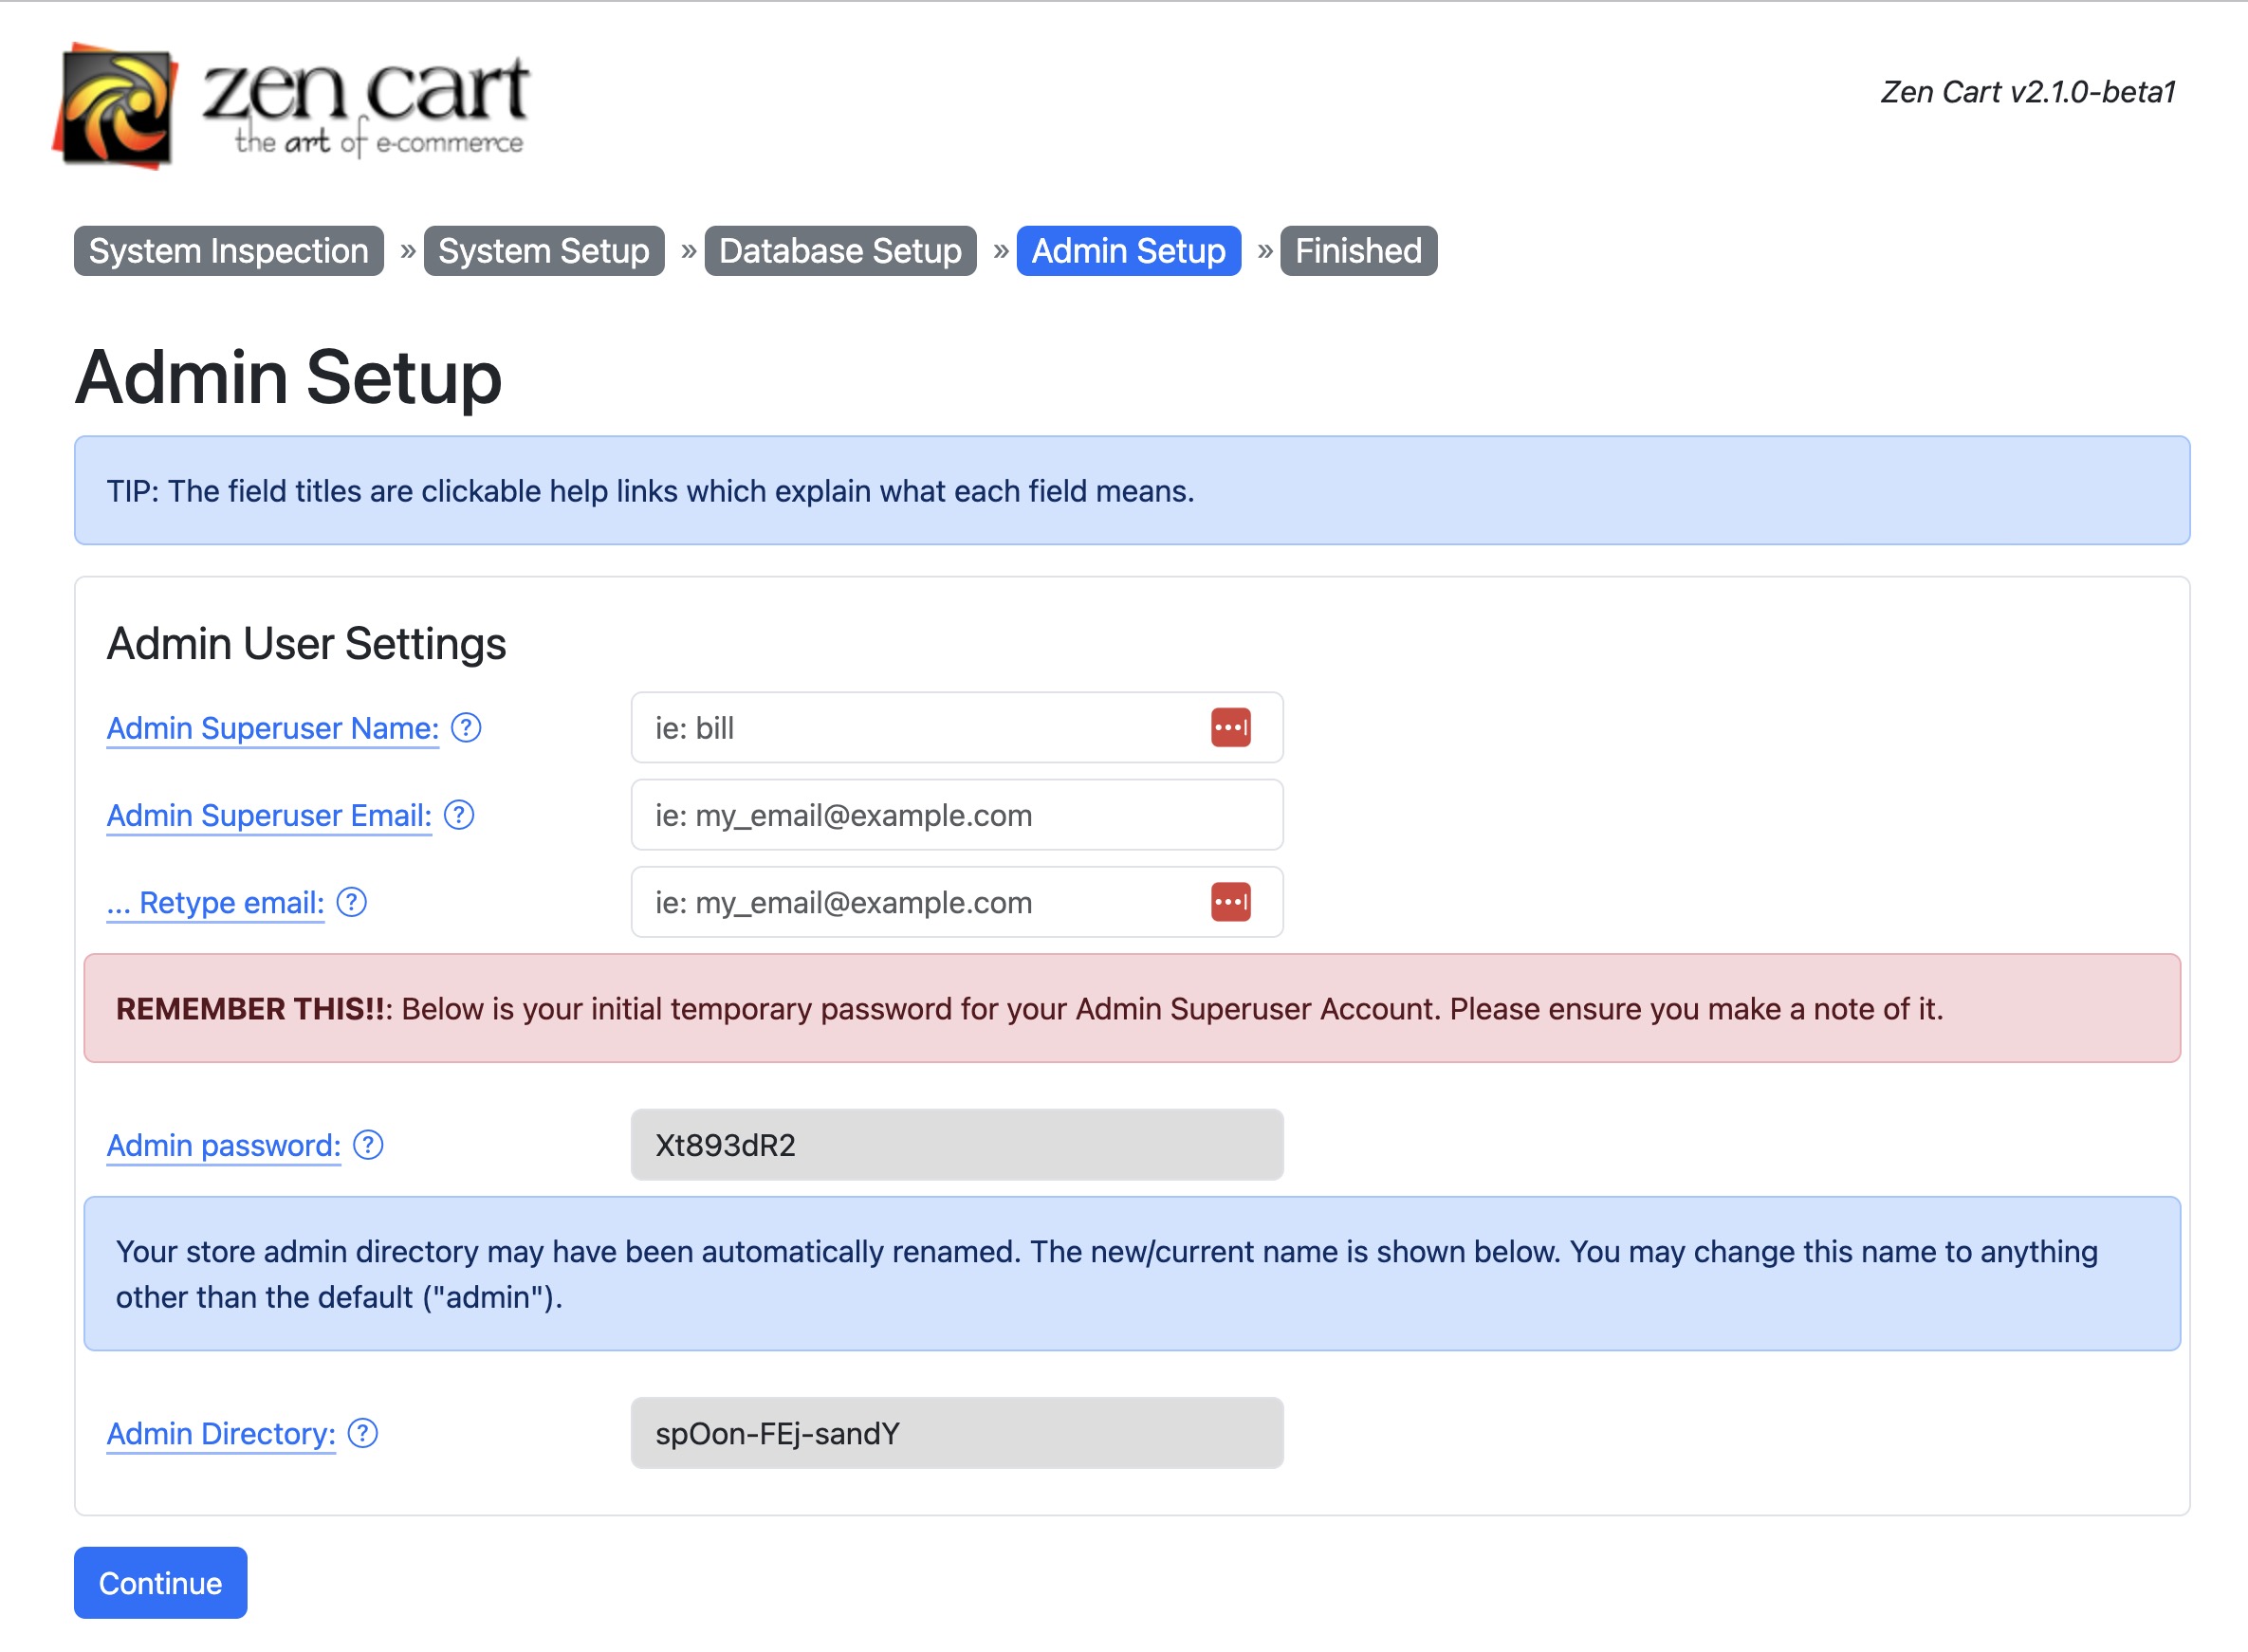 zen cart
the art of e-commerce
Zen Cart v2.1.0-beta1
System Inspection » System Setup » Database Setup » Admin Setup » Finished
Admin Setup
TIP: The field titles are clickable help links which explain what each field means.
Admin User Settings
Admin Superuser Name: ? ie: bill
Admin Superuser Email: ? ie: my_email@example.com
... Retype email: ? ie: my_email@example.com
REMEMBER THIS!!: Below is your initial temporary password for your Admin Superuser Account. Please ensure you make a note of it.
Admin password: ? Xt893dR2
Your store admin directory may have been automatically renamed. The new/current name is shown below. You may change this name to anything
other than the default ("admin").
Admin Directory: ? spOon-FEj-sandY
Continue